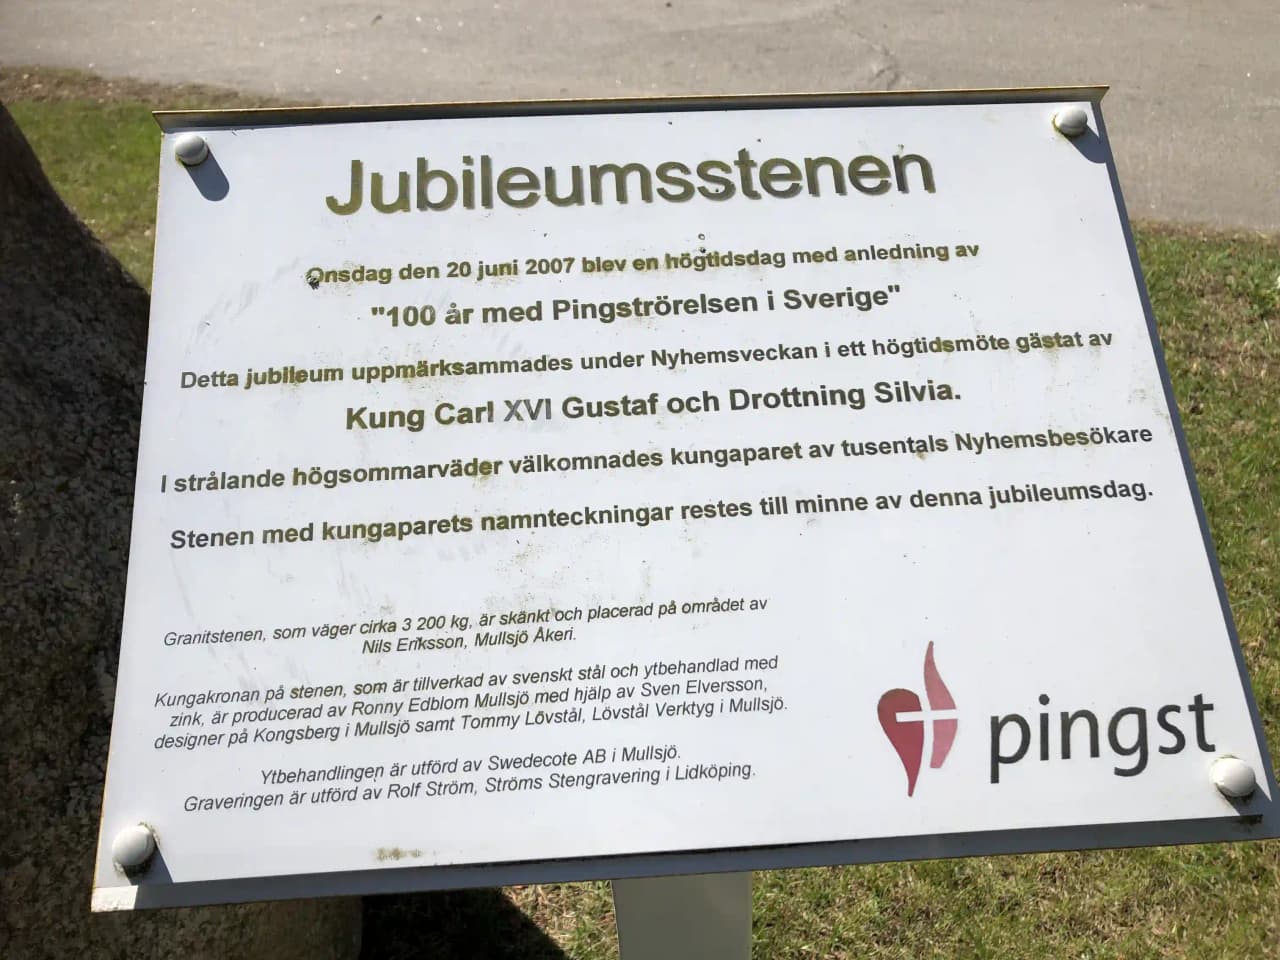 Jubileumsstenen
Onsdag den 20 juni 2007 blev en högtidsdag med anledning av
"100 år med Pingströrelsen i Sverige"
Detta jubileum uppmärksammades under Nyhemsveckan i ett högtidsmöte gästat av
Kung Carl XVI Gustaf och Drottning Silvia.
I strålande högsommarväder välkomnades kungaparet av tusentals Nyhemsbesökare
Stenen med kungaparets namnteckningar restes till minne av denna jubileumsdag.
Granitstenen, som väger cirka 3 200 kg, är skänkt och placerad på området av
Nils Eriksson, Mullsjö Åkeri.
Kungakronan på stenen, som är tillverkad av svenskt stål och ytbehandlad med
zink, är producerad av Ronny Edblom Mullsjö med hjälp av Sven Elversson,
designer på Kongsberg i Mullsjö samt Tommy Lövstål, Lövstål Verktyg i Mullsjö.
Ytbehandlingen är utförd av Swedecote AB i Mullsjö.
Graveringen är utförd av Rolf Ström, Ströms Stengravering i Lidköping.
pingst